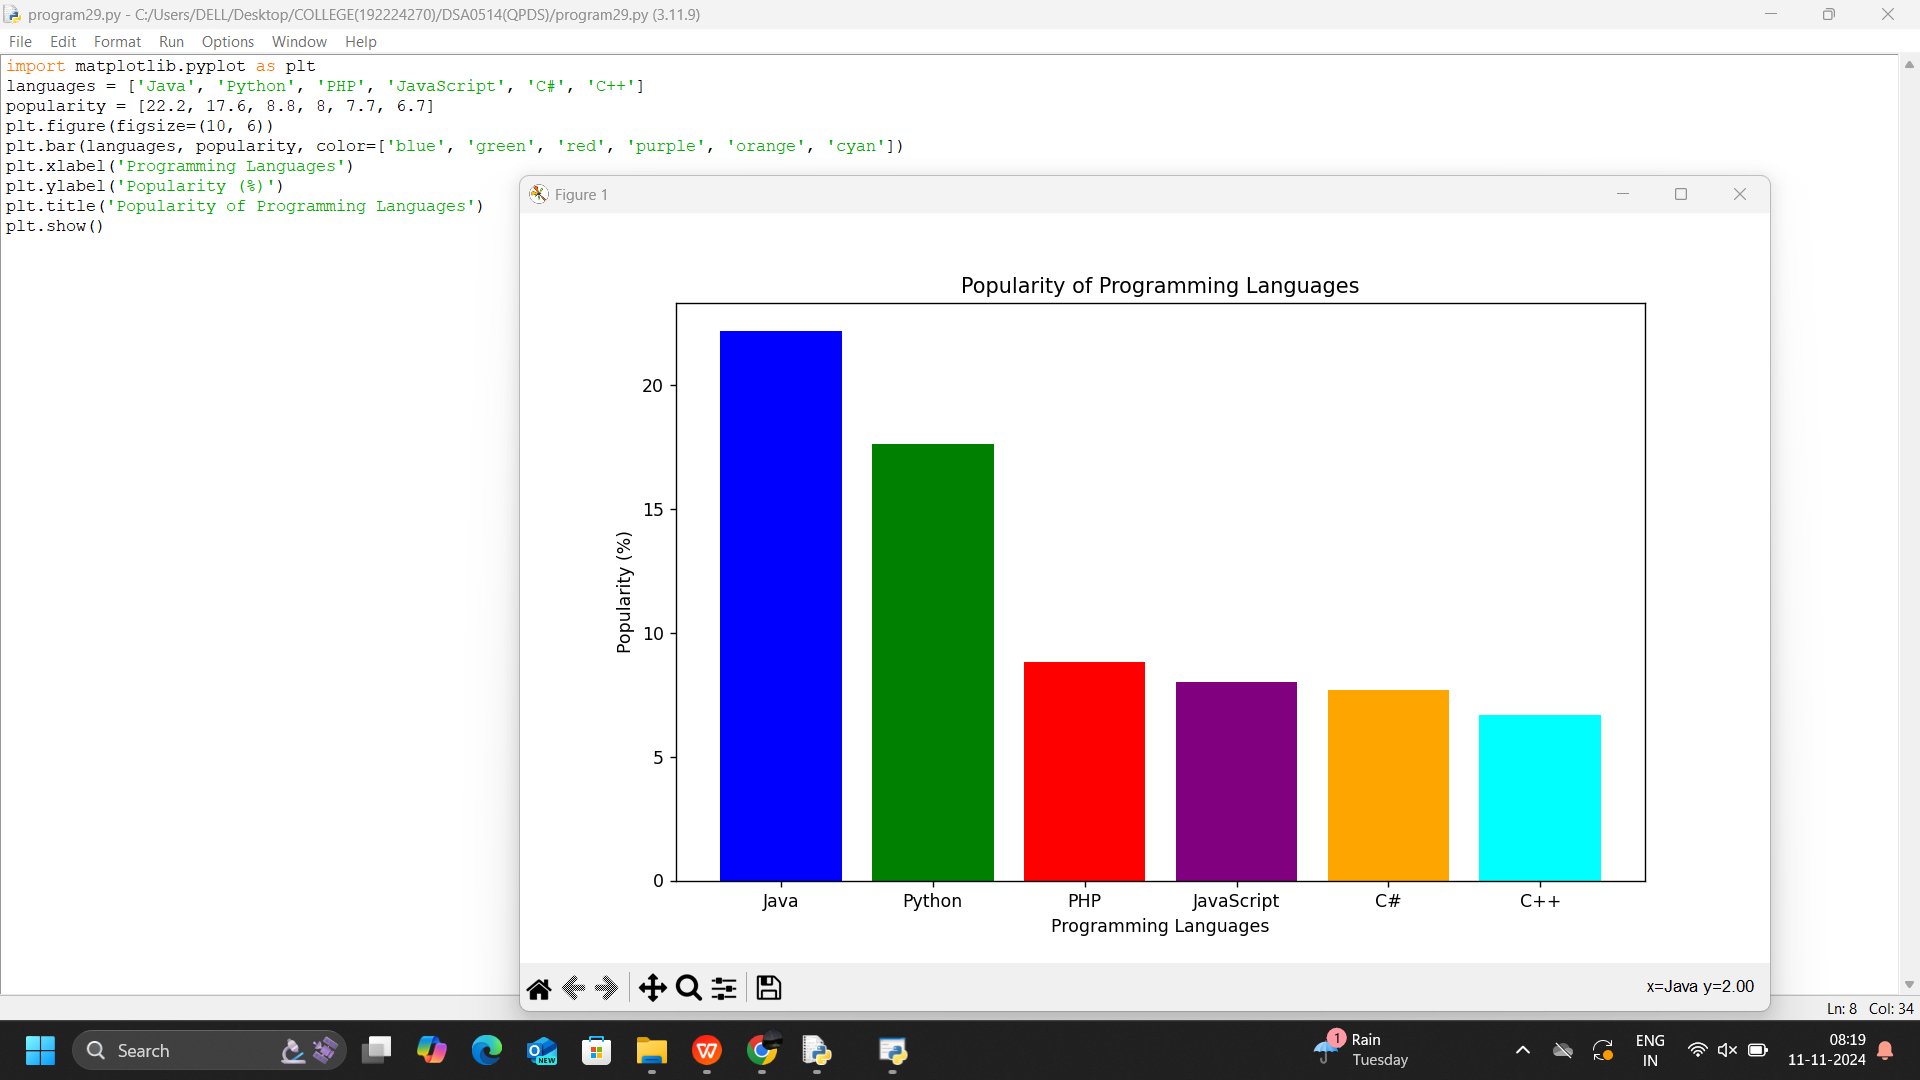 program29.py - C:/Users/DELL/Desktop/COLLEGE(192224270)/DSA0514(QPDS)/program29.py (3.11.9)
File Edit Format Run Options Window Help
import matplotlib.pyplot as plt
languages = ['Java', 'Python', 'PHP', 'JavaScript', 'C#', 'C++']
popularity = [22.2, 17.6, 8.8, 8, 7.7, 6.7]
plt.figure(figsize=(10, 6))
plt.bar(languages, popularity, color=['blue', 'green', 'red', 'purple', 'orange', 'cyan'])
plt.xlabel('Programming Languages')
plt.ylabel('Popularity (%)')
plt.title('Popularity of Programming Languages')
plt.show()
Figure 1
Popularity of Programming Languages
Popularity (%)
20
15
10
5
0
Java Python PHP JavaScript C# C++
Programming Languages
x=Java y=2.00
Ln: 8 Col: 34
Search
NEW
1
Rain
Tuesday
ENG
IN
08:19
11-11-2024